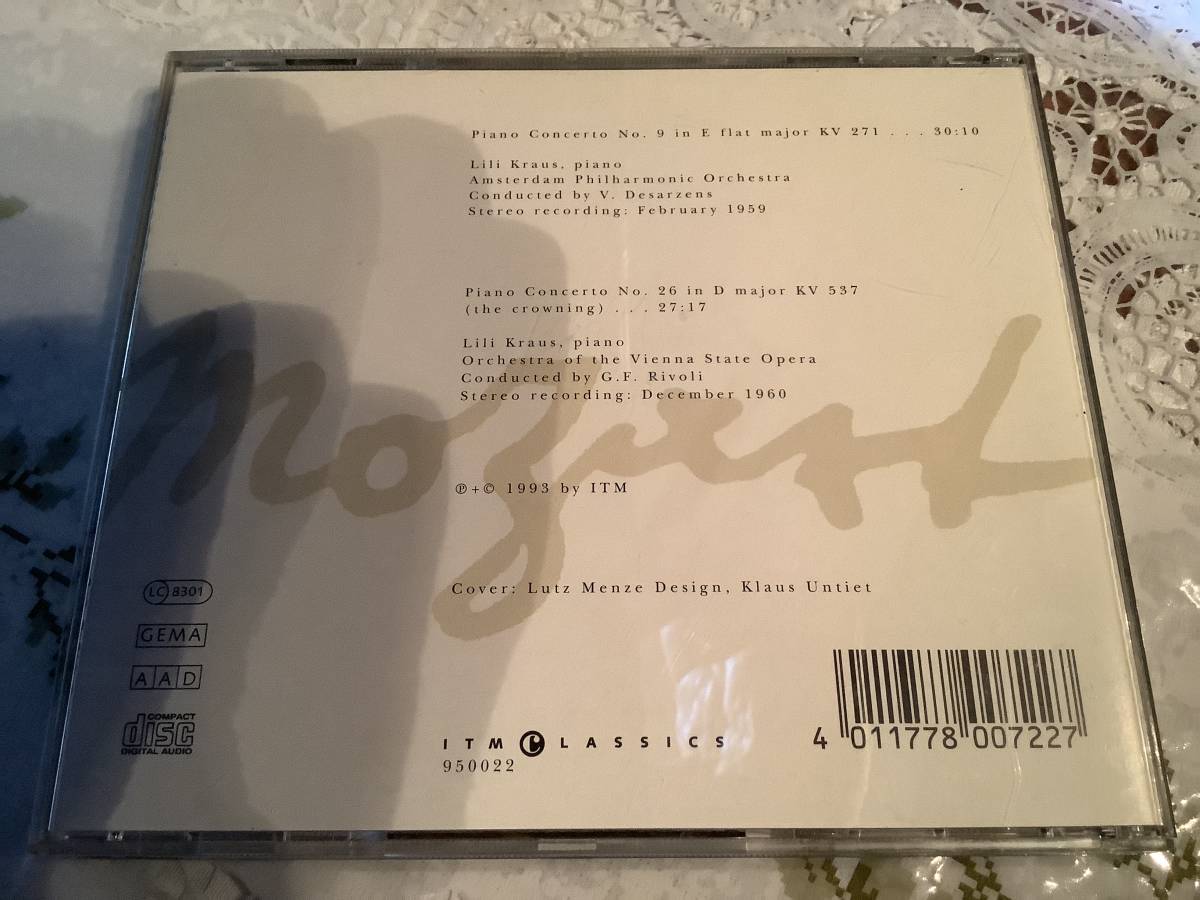 Piano Concerto No. 9 in E flat major KV 271 . . . 30:10
Lili Kraus, piano
Amsterdam Philharmonic Orchestra
Conducted by V. Desarzens
Stereo recording: February 1959
Piano Concerto No. 26 in D major KV 537
(the crowning) . . . 27:17
Lili Kraus, piano
Orchestra of the Vienna State Opera
Conducted by G.F. Rivoli
Stereo recording: December 1960
Mozart
℗+© 1993 by ITM
Cover: Lutz Menze Design, Klaus Untiet
LC 8301
GEMA
AAD
COMPACT
disc
DIGITAL AUDIO
ITM CLASSICS
950022
4 011778 007227